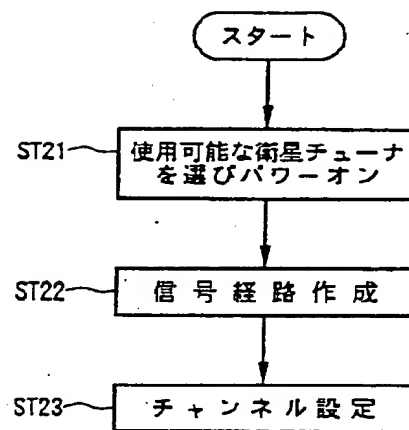 スタート
ST21
使用可能な衛星チューナ
を選びパワーオン
ST22
信号経路作成
ST23
チャンネル設定